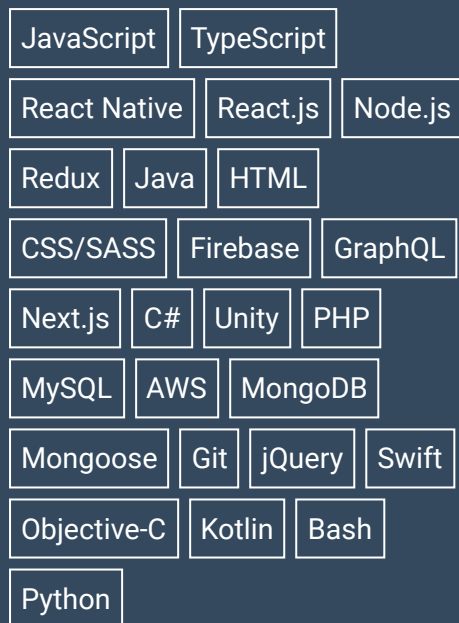 JavaScript TypeScript
React Native React.js Node.js
Redux Java HTML
CSS/SASS Firebase GraphQL
Next.js C# Unity PHP
MySQL AWS MongoDB
Mongoose Git jQuery Swift
Objective-C Kotlin Bash
Python